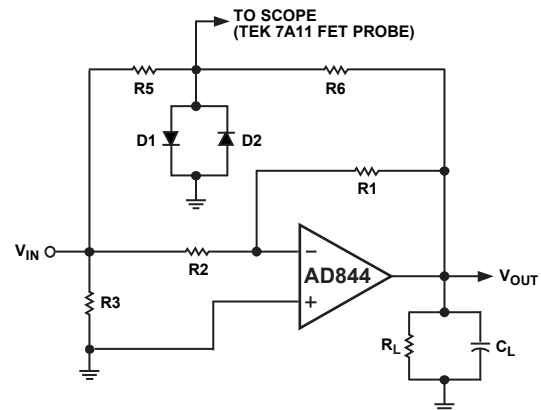 TO SCOPE
(TEK 7A11 FET PROBE)
R5
R6
D1
D2
R1
VIN
R2
–
AD844
+
VOUT
R3
RL
CL